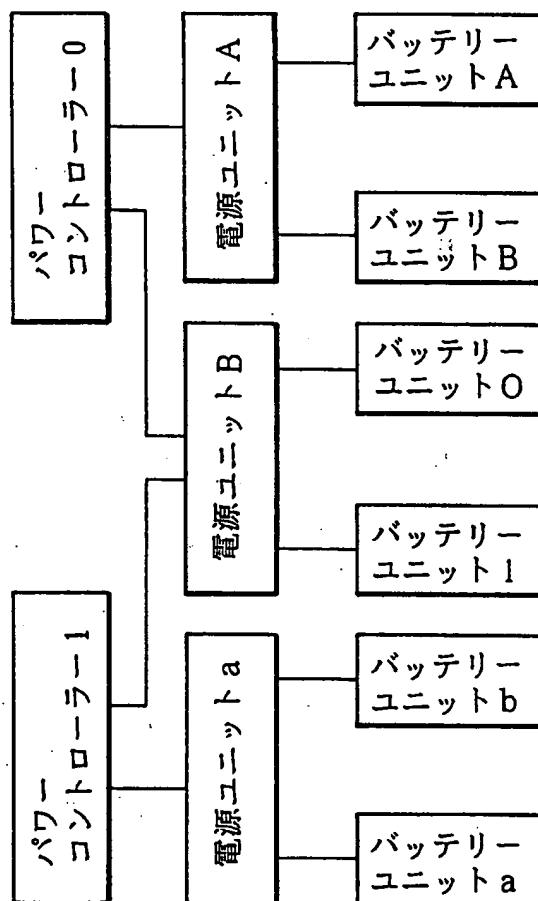 パワー
コントローラー0
電源ユニットA
バッテリー
ユニットA
バッテリー
ユニットB
電源ユニットB
バッテリー
ユニットO
バッテリー
ユニット1
パワー
コントローラー1
電源ユニットa
バッテリー
ユニットb
バッテリー
ユニットa